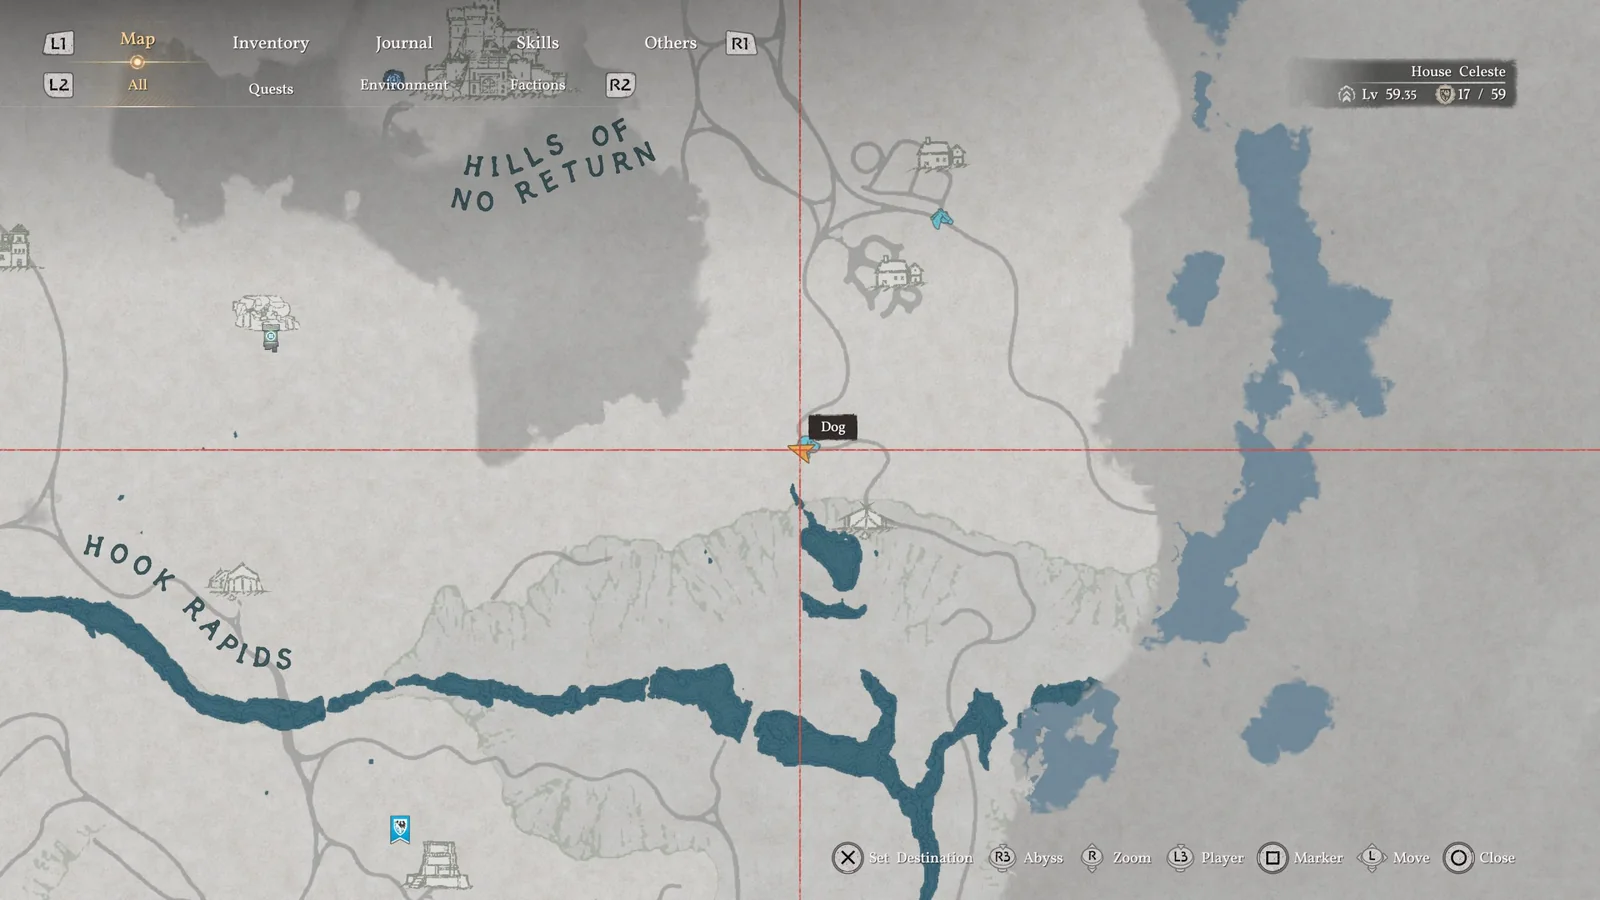 L1
Map
Inventory
Journal
Skills
Others
R1
L2
All
Quests
Environment
Factions
R2
House Celeste
Lv 59.35 17 / 59
HILLS OF
NO RETURN
Dog
HOOK RAPIDS
Set Destination
R3 Abyss
R Zoom
L3 Player
Marker
L Move
Close